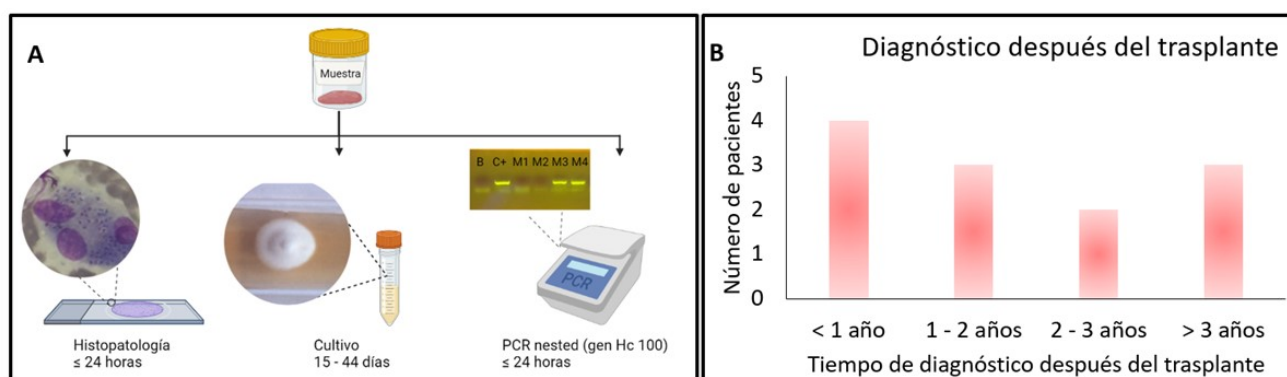 A
Muestra
B C+ M1 M2 M3 M4
PCR
Histopatología
≤ 24 horas
Cultivo
15 - 44 días
PCR nested (gen Hc 100)
≤ 24 horas
B
Diagnóstico después del trasplante
Número de pacientes
5
4
3
2
1
0
< 1 año 1 - 2 años 2 - 3 años > 3 años
Tiempo de diagnóstico después del trasplante